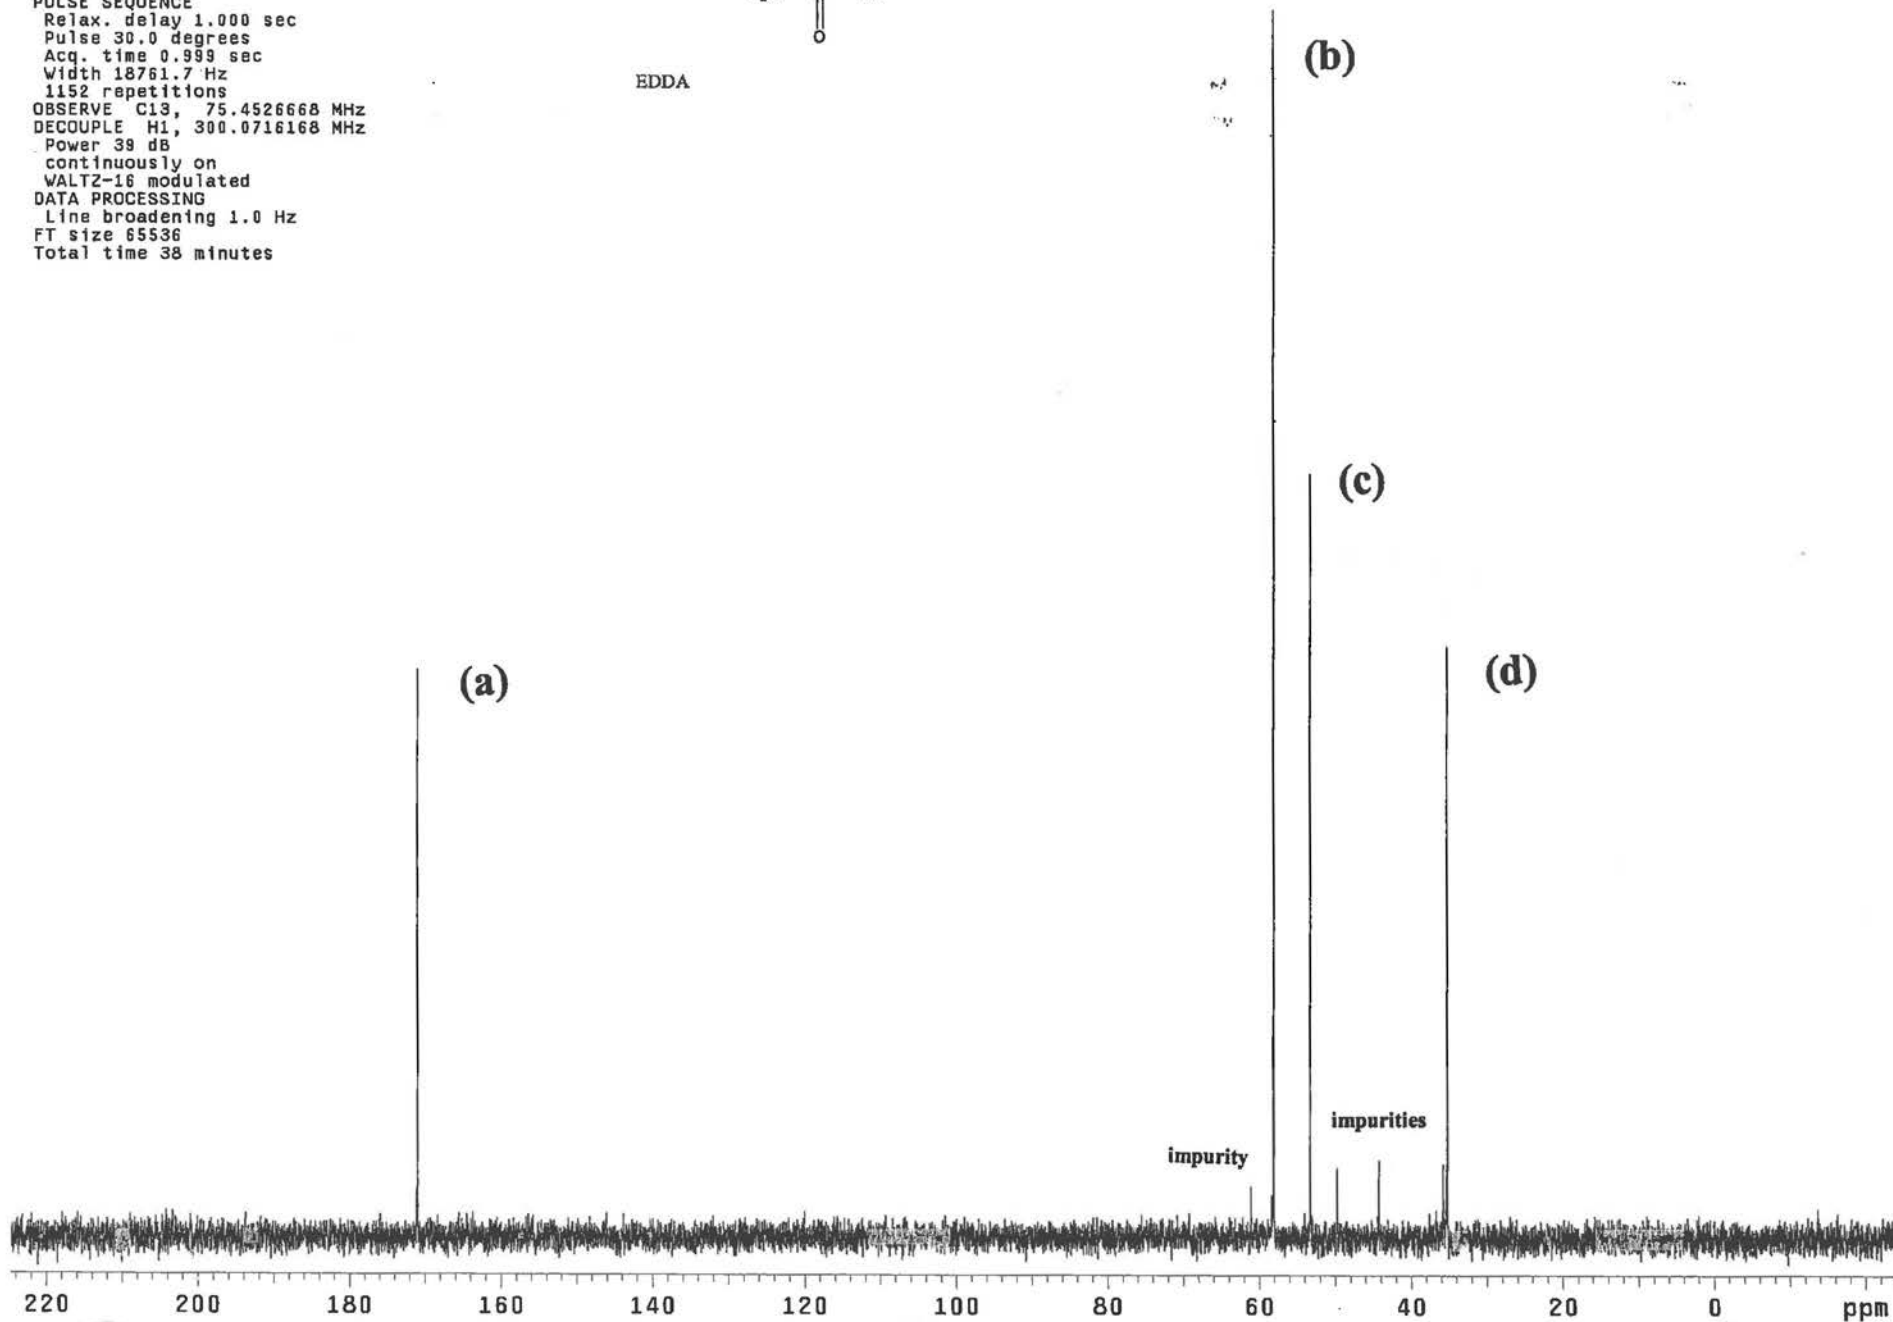 PULSE SEQUENCE
Relax. delay 1.000 sec
Pulse 30.0 degrees
Acq. time 0.999 sec
Width 18761.7 Hz
1152 repetitions
OBSERVE C13, 75.4526668 MHz
DECOUPLE H1, 300.0716168 MHz
Power 39 dB
continuously on
WALTZ-16 modulated
DATA PROCESSING
Line broadening 1.0 Hz
FT size 65536
Total time 38 minutes
O
EDDA
(b)
(c)
(a)
(d)
impurities
impurity
220 200 180 160 140 120 100 80 60 40 20 0 ppm